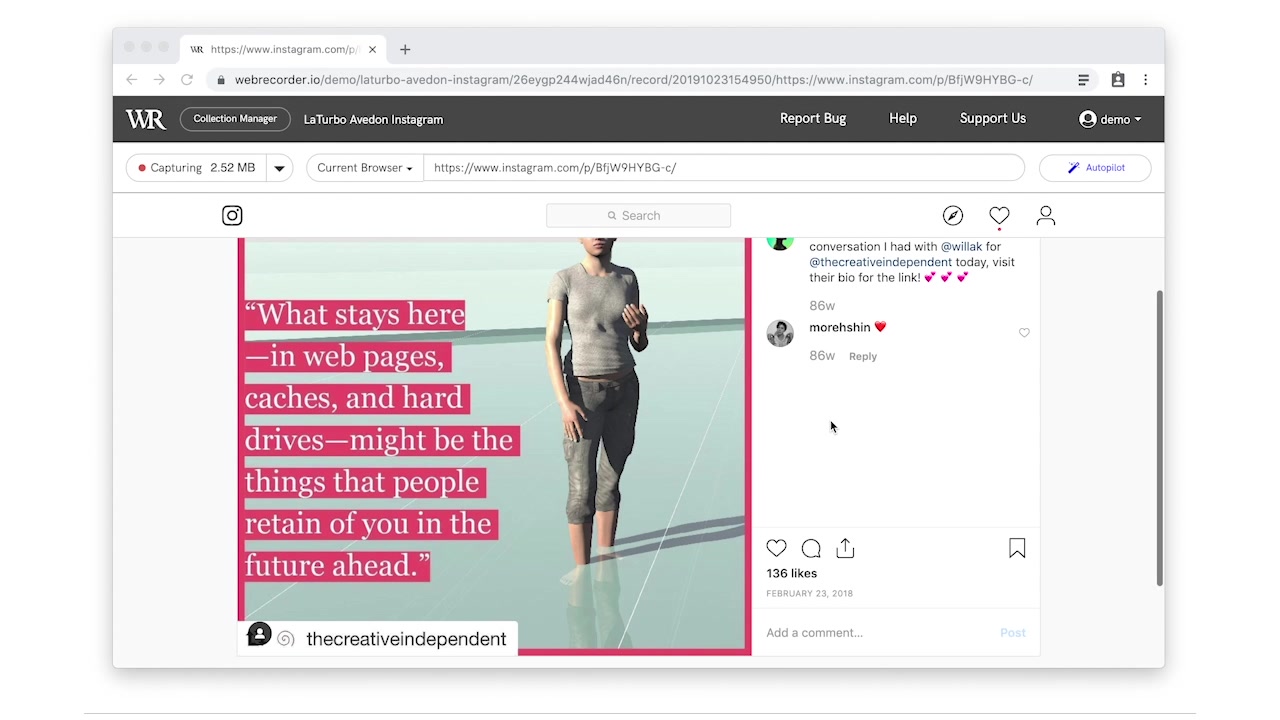 WR https://www.instagram.com/p/
webrecorder.io/demo/laturbo-avedon-instagram/26eygp244wjad46n/record/20191023154950/https://www.instagram.com/p/BfjW9HYBG-c/
WR Collection Manager LaTurbo Avedon Instagram Report Bug Help Support Us demo
Capturing 2.52 MB Current Browser https://www.instagram.com/p/BfjW9HYBG-c/ Autopilot
Search
conversation I had with @willak for
@thecreativeindependent today, visit
their bio for the link! 💕 💕 💕
86w
morehshin ❤️
86w Reply
“What stays here
—in web pages,
caches, and hard
drives—might be the
things that people
retain of you in the
future ahead.”
thecreativeindependent
136 likes
FEBRUARY 23, 2018
Add a comment... Post